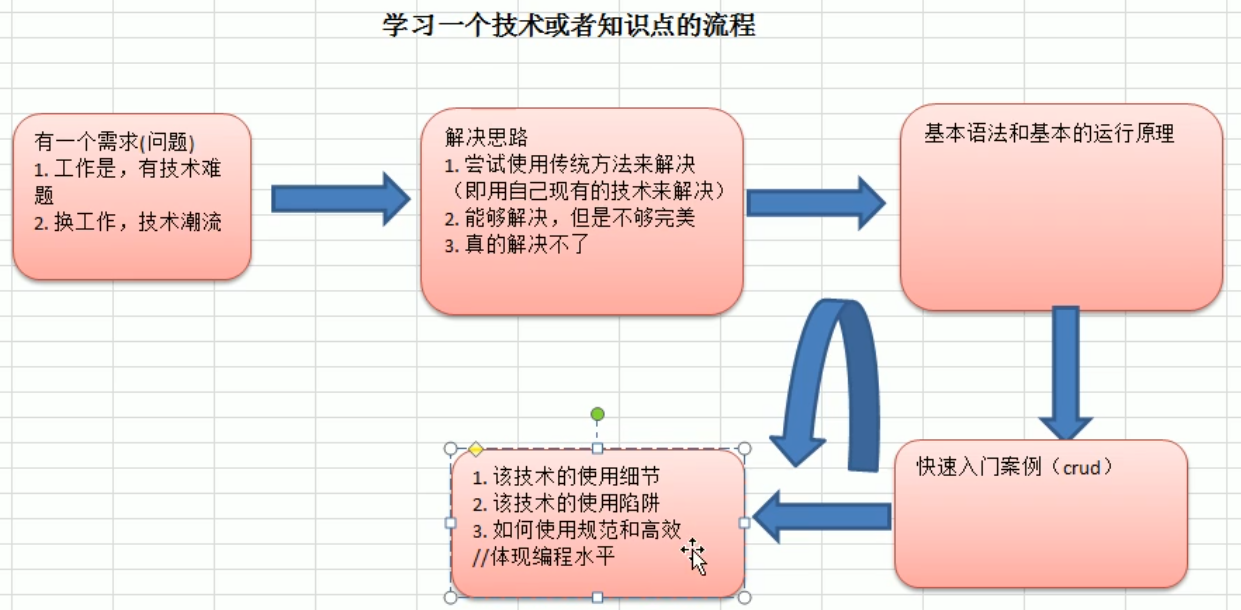 学习一个技术或者知识点的流程
有一个需求(问题)
1. 工作是，有技术难
题
2. 换工作，技术潮流
解决思路
1. 尝试使用传统方法来解决
（即用自己现有的技术来解决）
2. 能够解决，但是不够完美
3. 真的解决不了
基本语法和基本的运行原理
快速入门案例（crud）
1. 该技术的使用细节
2. 该技术的使用陷阱
3. 如何使用规范和高效
//体现编程水平